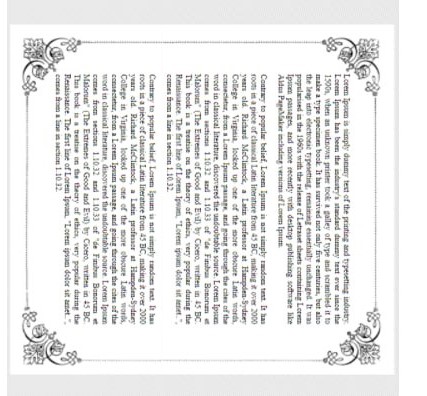 Lorem Ipsum is simply dummy text of the printing and typesetting industry.
Lorem Ipsum has been the industry's standard dummy text ever since the
1500s, when an unknown printer took a galley of type and scrambled it to
make a type specimen book. It has survived not only five centuries, but also
the leap into electronic typesetting, remaining essentially unchanged. It was
popularised in the 1960s with the release of Letraset sheets containing Lorem
Ipsum passages, and more recently with desktop publishing software like
Aldus PageMaker including versions of Lorem Ipsum.
Contrary to popular belief, Lorem Ipsum is not simply random text. It has
roots in a piece of classical Latin literature from 45 BC, making it over 2000
years old. Richard McClintock, a Latin professor at Hampden-Sydney
College in Virginia, looked up one of the more obscure Latin words,
consectetur, from a Lorem Ipsum passage, and going through the cites of the
word in classical literature, discovered the undoubtable source. Lorem Ipsum
comes from sections 1.10.32 and 1.10.33 of "de Finibus Bonorum et
Malorum" (The Extremes of Good and Evil) by Cicero, written in 45 BC.
This book is a treatise on the theory of ethics, very popular during the
Renaissance. The first line of Lorem Ipsum, "Lorem ipsum dolor sit amet..",
comes from a line in section 1.10.32.
Contrary to popular belief, Lorem Ipsum is not simply random text. It has
roots in a piece of classical Latin literature from 45 BC, making it over 2000
years old. Richard McClintock, a Latin professor at Hampden-Sydney
College in Virginia, looked up one of the more obscure Latin words,
consectetur, from a Lorem Ipsum passage, and going through the cites of the
word in classical literature, discovered the undoubtable source. Lorem Ipsum
comes from sections 1.10.32 and 1.10.33 of "de Finibus Bonorum et
Malorum" (The Extremes of Good and Evil) by Cicero, written in 45 BC.
This book is a treatise on the theory of ethics, very popular during the
Renaissance. The first line of Lorem Ipsum, "Lorem ipsum dolor sit amet..",
comes from a line in section 1.10.32.